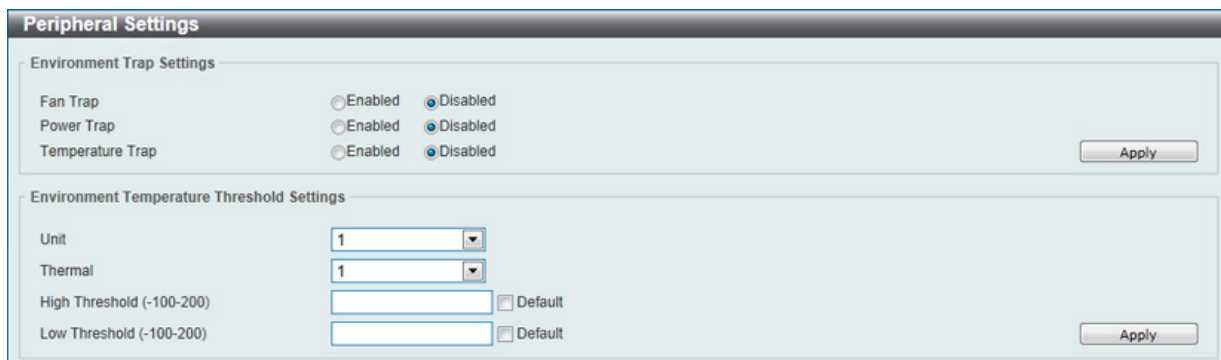 Peripheral Settings
Environment Trap Settings
Fan Trap Enabled Disabled
Power Trap Enabled Disabled
Temperature Trap Enabled Disabled Apply
Environment Temperature Threshold Settings
Unit 1
Thermal 1
High Threshold (-100-200) Default
Low Threshold (-100-200) Default Apply